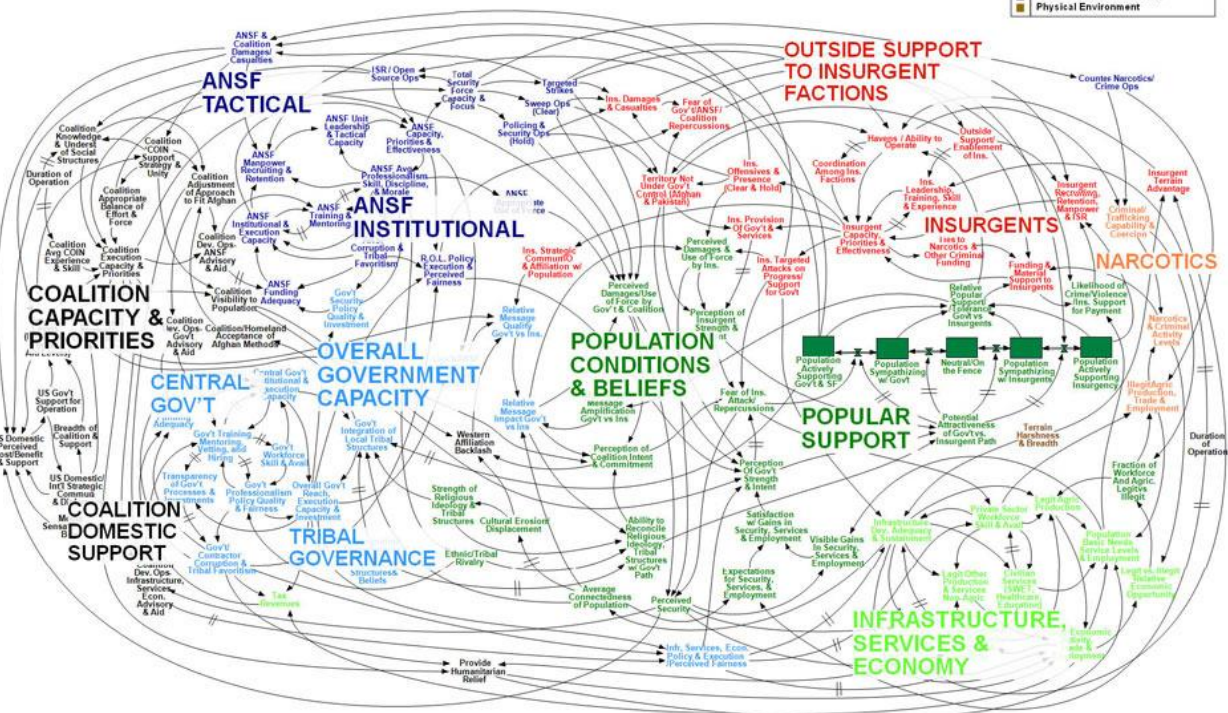 Physical Environment
ANSF &
Coalition
Damages/
Casualties
ANSF
TACTICAL
ISR / Open
Source Ops
Total
Security
Force
Capacity &
Focus
Targeted
Strikes
Sweep Ops
(Clear)
Policing &
Security Ops
(Hold)
Ins. Damages
& Casualties
Fear of
Gov't/ANSF/
Coalition
Repercussions
OUTSIDE SUPPORT
TO INSURGENT
FACTIONS
Counter Narcotics/
Crime Ops
Coalition
Knowledge
& Underst
of Social
Structures
Coalition
COIN
Support
Strategy &
Unity
ANSF Unit
Leadership
& Tactical
Capacity
ANSF
Capacity,
Priorities &
Effectiveness
Havens / Ability to
Operate
Outside
Support/
Enablement
of Ins.
Coordination
Among Ins.
Factions
Duration of
Operation
Coalition
Appropriate
Balance of
Effort &
Force
Coalition
Adjustment
of Approach
to Fit Afghan
ANSF
Manpower
Recruiting &
Retention
ANSF Avg
Professionalism
Skill, Discipline,
& Morale
Territory Not
Under Gov't
Control (Afghan
& Pakistan)
Ins.
Offensives &
Presence
(Clear & Hold)
Ins.
Leadership,
Training, Skill
& Experience
Insurgent
Recruiting,
Retention,
Manpower
& ISR
Insurgent
Terrain
Advantage
ANSF
Institutional &
Execution
Capacity
ANSF
Training &
Mentoring
ANSF
INSTITUTIONAL
Ins. Provision
Of Gov't &
Services
Insurgent
Capacity,
Priorities &
Effectiveness
INSURGENTS
Criminal/
Trafficking
Capability &
Coercion
Coalition
Avg COIN
Experience
& Skill
Coalition
Execution
Capacity &
Priorities
Coalition
Dev. Ops-
ANSF
Advisory
& Aid
Corruption &
Tribal
Favoritism
R.O.L. Policy
Execution &
Perceived
Fairness
Ins. Strategic
Communic/IO
& Affiliation w/
Population
Perceived
Damages &
Use of Force
by Ins.
Ins. Targeted
Attacks on
Progress/
Support
for Gov't
Ties to
Narcotics &
Other Criminal
Funding
Funding &
Material
Support to
Insurgents
NARCOTICS
COALITION
CAPACITY &
PRIORITIES
Coalition
Visibility to
Population
ANSF
Funding
Adequacy
Gov't
Security
Policy
Quality &
Investment
Relative
Message
Quality
Gov't vs Ins.
Perceived
Damages/Use
of Force by
Gov't & Coalition
Perception of
Insurgent
Strength &
Relative
Popular
Support/
Tolerance
Gov't vs
Insurgents
Likelihood of
Crime/Violence
/Ins. Support
for Payment
Dev. Ops-
Gov't
Advisory
& Aid
Coalition/Homeland
Acceptance of
Afghan Methods
OVERALL
GOVERNMENT
CAPACITY
POPULATION
CONDITIONS
& BELIEFS
Population
Actively
Supporting
Gov't & SF
Population
Sympathizing
w/ Gov't
Neutral/On
the Fence
Population
Sympathizing
w/ Insurgents
Population
Actively
Supporting
Insurgency
Narcotics
& Criminal
Activity
Levels
US Gov't
Support for
Operation
CENTRAL
GOV'T
Adequacy
Relative
Message
Impact Gov't
vs Ins
Message
Amplification
Gov't vs Ins
Fear of Ins.
Attack/
Repercussions
POPULAR
SUPPORT
Potential
Attractiveness
of Gov't vs.
Insurgent Path
Terrain
Harshness
& Breadth
Illegit Agric
Production,
Trade &
Employment
Breadth of
Coalition &
Support
Gov't Training
Mentoring,
Vetting, and
Hiring
Gov't
Workforce
Skill & Avail
Gov't
Integration of
Local Tribal
Structures
Western
Affiliation
Backlash
Perception of
Coalition Intent
& Commitment
Perception
Of Gov't
Strength
& Intent
Duration
of
Operation
US Domestic/
Int'l Strategic
Transparency
of Gov't
Processes &
Investments
Gov't
Professionalism
Policy Quality
& Fairness
Overall Gov't
Reach,
Execution
Capacity &
Investment
Strength of
Religious
Ideology &
Tribal
Structures
Cultural Erosion/
Displacement
Ability to
Reconcile
Religious
Ideology,
Tribal
Structures
w/ Gov't
Path
Satisfaction
w/ Gains in
Security, Services
& Employment
Fraction of
Workforce
And Agric.
Legit vs
Illegit
COALITION
DOMESTIC
SUPPORT
TRIBAL
GOVERNANCE
Structures &
Beliefs
Ethnic/Tribal
Rivalry
Visible Gains
In Security,
Services &
Employment
Infrastructure
Dev. Adequacy
& Sustainment
Private Sector
Workforce
Skill & Avail
Legit Agric
Production
Population
Basic Needs,
Service Levels
& Employment
Gov't/
Contractor
Corruption &
Tribal Favoritism
Dev. Ops-
Infrastructure,
Services,
Econ.
Advisory
& Aid
Tax
Revenues
Average
Connectedness
of Population
Perceived
Security
Expectations
for Security,
Services, &
Employment
Legit Other
Production
& Services
Non-Agric
Civilian
Services
(SWET,
Healthcare,
Education)
Legit vs. Illegit
Relative
Economic
Opportunity
INFRASTRUCTURE,
SERVICES &
ECONOMY
Provide
Humanitarian
Relief
Infr. Services, Econ.
Policy & Execution
/Perceived Fairness